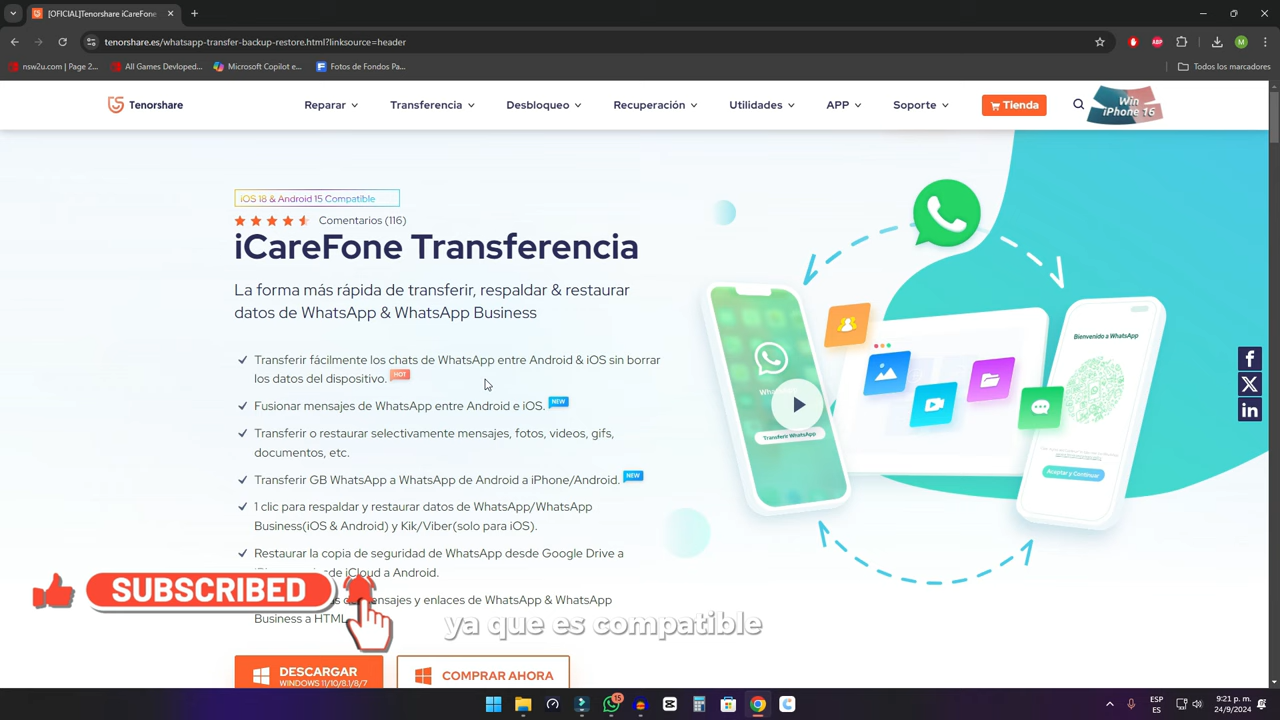 [OFICIAL]Tenorshare iCareFone
tenorshare.es/whatsapp-transfer-backup-restore.html?linksource=header
nsw2u.com | Page 2...
All Games Devloped...
Microsoft Copilot e...
Fotos de Fondos Pa...
Todos los marcadores
Tenorshare
Reparar
Transferencia
Desbloqueo
Recuperación
Utilidades
APP
Soporte
Tienda
Win
iPhone 16
iOS 18 & Android 15 Compatible
Comentarios (116)
iCareFone Transferencia
La forma más rápida de transferir, respaldar & restaurar
datos de WhatsApp & WhatsApp Business
Transferir fácilmente los chats de WhatsApp entre Android & iOS sin borrar
los datos del dispositivo. HOT
Fusionar mensajes de WhatsApp entre Android e iOS. NEW
Transferir o restaurar selectivamente mensajes, fotos, videos, gifs,
documentos, etc.
Transferir GB WhatsApp a WhatsApp de Android a iPhone/Android. NEW
1 clic para respaldar y restaurar datos de WhatsApp/WhatsApp
Business(iOS & Android) y Kik/Viber(solo para iOS).
Restaurar la copia de seguridad de WhatsApp desde Google Drive a
iCloud a Android.
mensajes y enlaces de WhatsApp & WhatsApp
Business a HTML
SUBSCRIBED
ya que es compatible
DESCARGAR
WINDOWS 11/10/8.1/8/7
COMPRAR AHORA
Transfiera WhatsApp
Bienvenido a WhatsApp
Aceptar y Continuar
15
ESP
ES
9:21 p. m.
24/9/2024